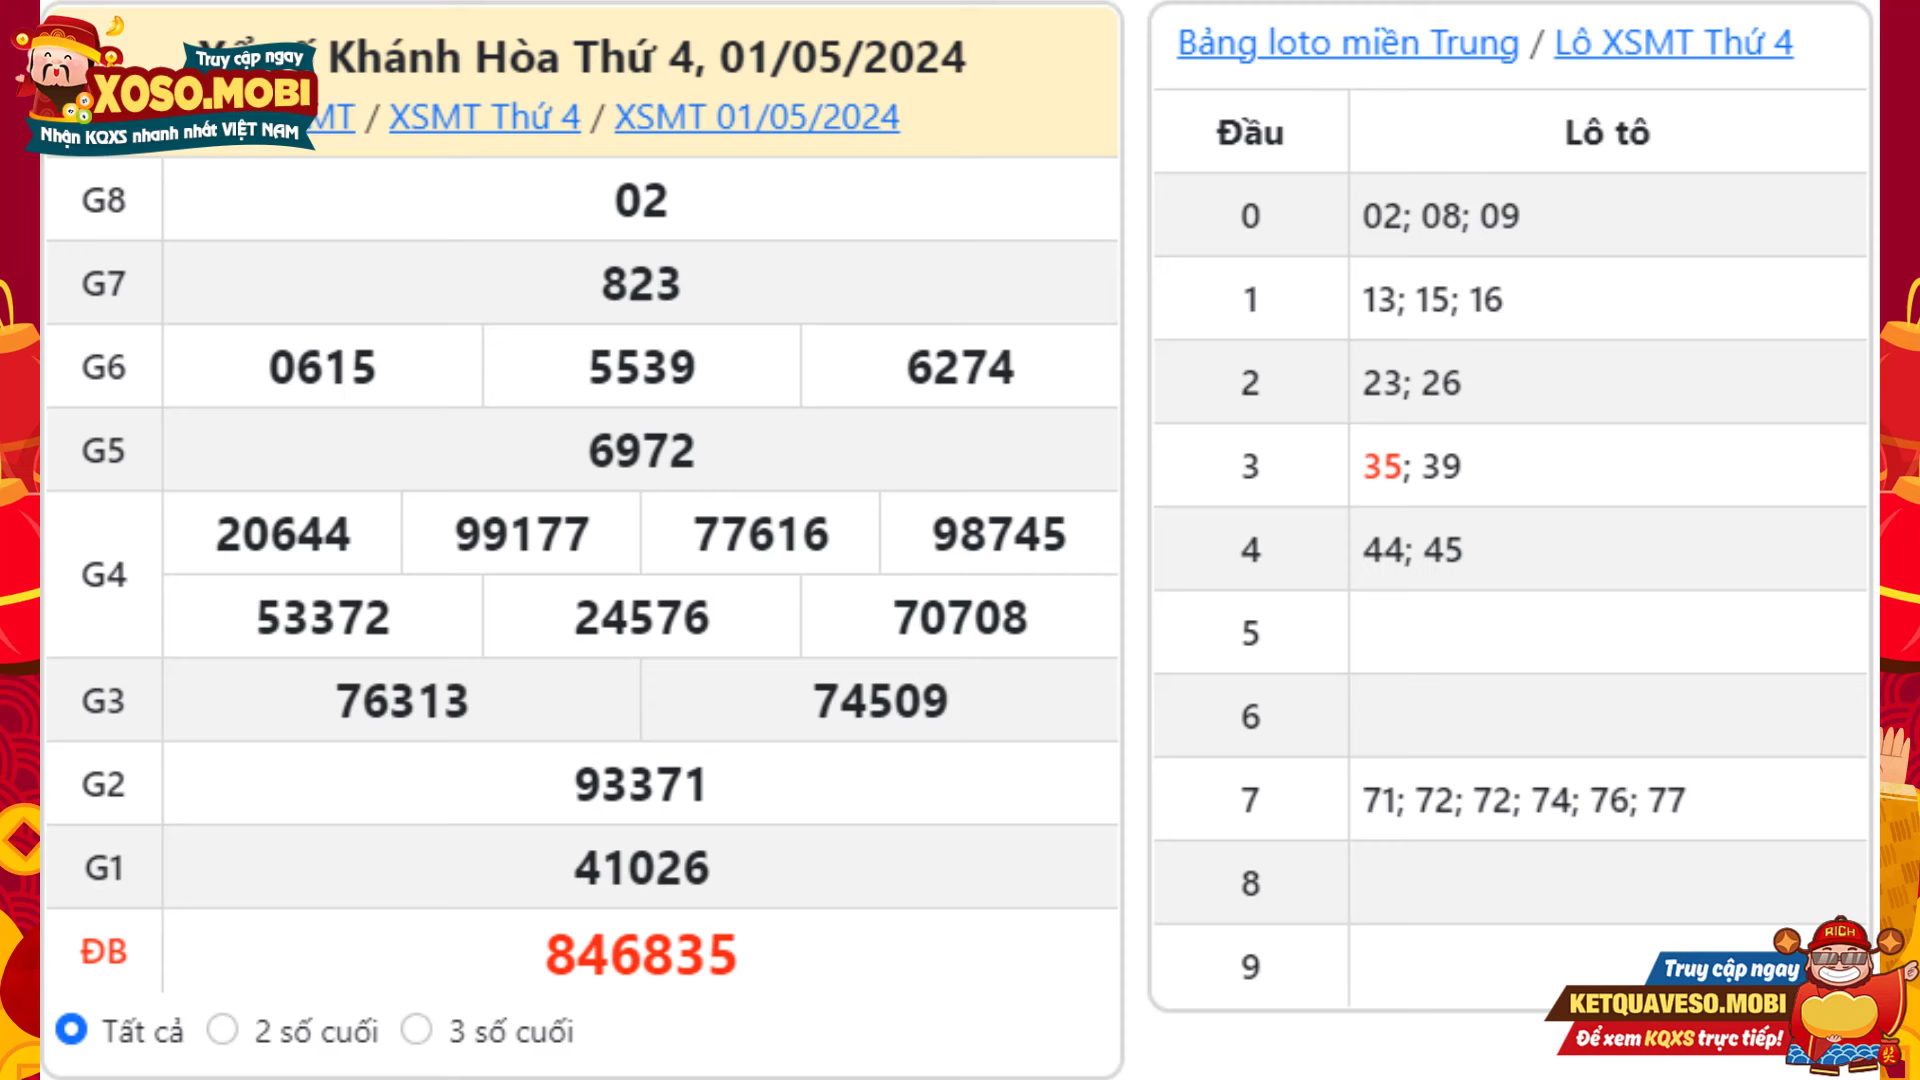 Truy cập ngay
XOSO.MOBI
Nhận KQXS nhanh nhất VIỆT NAM
Khánh Hòa Thứ 4, 01/05/2024
MT / XSMT Thứ 4 / XSMT 01/05/2024
G8 02
G7 823
G6 0615 5539 6274
G5 6972
G4 20644 99177 77616 98745
53372 24576 70708
G3 76313 74509
G2 93371
G1 41026
ĐB 846835
Tất cả 2 số cuối 3 số cuối
Bảng loto miền Trung / Lô XSMT Thứ 4
Đầu Lô tô
0 02; 08; 09
1 13; 15; 16
2 23; 26
3 35; 39
4 44; 45
5
6
7 71; 72; 72; 74; 76; 77
8
9
RICH
Truy cập ngay
KETQUAVESO.MOBI
Để xem KQXS trực tiếp!